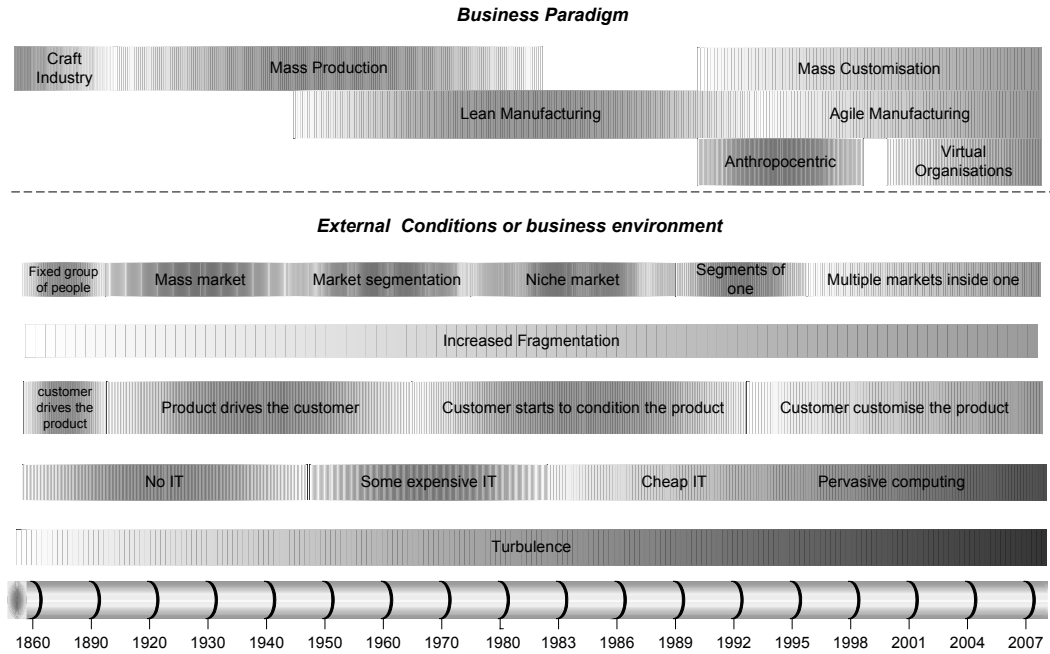 Business Paradigm
Craft
Industry
Mass Production
Mass Customisation
Lean Manufacturing
Agile Manufacturing
Anthropocentric
Virtual
Organisations
External Conditions or business environment
Fixed group
of people
Mass market
Market segmentation
Niche market
Segments of
one
Multiple markets inside one
Increased Fragmentation
customer
drives the
product
Product drives the customer
Customer starts to condition the product
Customer customise the product
No IT
Some expensive IT
Cheap IT
Pervasive computing
Turbulence
1860 1890 1920 1930 1940 1950 1960 1970 1980 1983 1986 1989 1992 1995 1998 2001 2004 2007